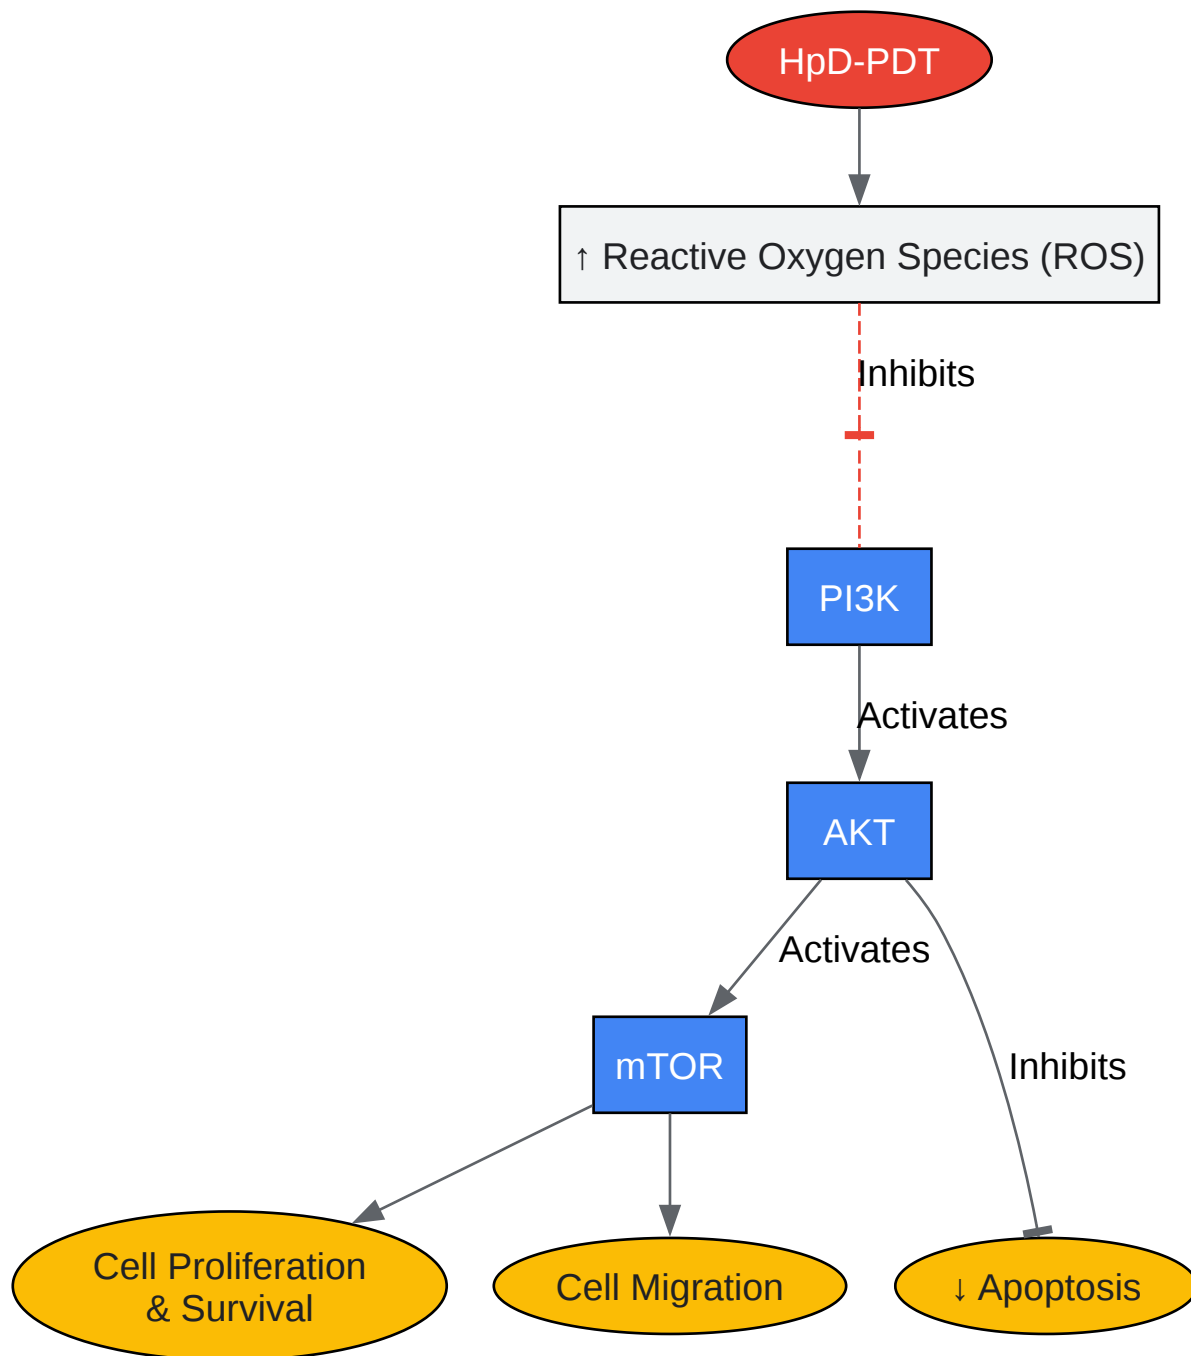 HpD-PDT
↑ Reactive Oxygen Species (ROS)
Inhibits
PI3K
Activates
AKT
Activates
mTOR
Inhibits
Cell Proliferation
& Survival
Cell Migration
↓ Apoptosis